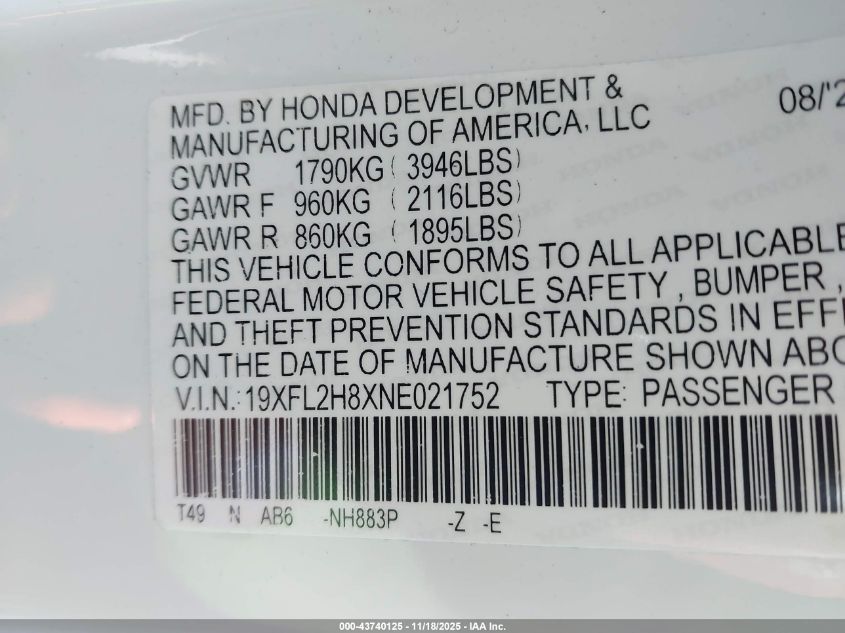 MFD. BY HONDA DEVELOPMENT & 08/'2
MANUFACTURING OF AMERICA, LLC
GVWR 1790KG ( 3946LBS)
GAWR F 960KG ( 2116LBS)
GAWR R 860KG ( 1895LBS)
THIS VEHICLE CONFORMS TO ALL APPLICABLE
FEDERAL MOTOR VEHICLE SAFETY , BUMPER ,
AND THEFT PREVENTION STANDARDS IN EFF
ON THE DATE OF MANUFACTURE SHOWN ABO
V.I.N.:19XFL2H8XNE021752 TYPE: PASSENGER
T49 N AB6 -NH883P -Z -E
000-43740125 - 11/18/2025 - IAA Inc.